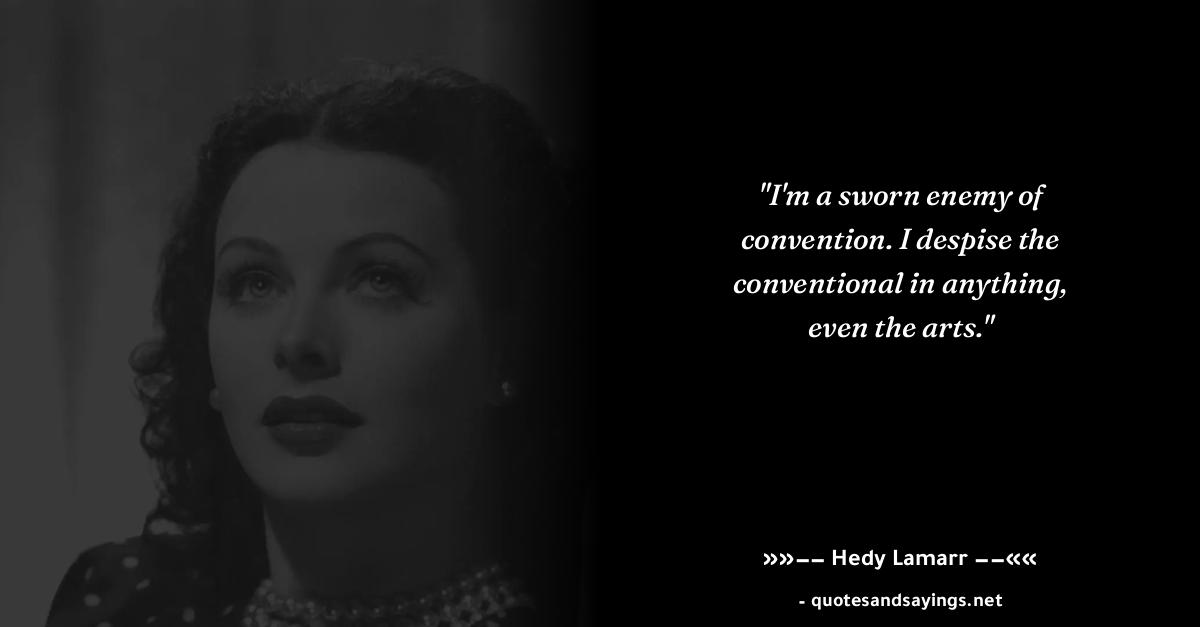 "I'm a sworn enemy of
convention. I despise the
conventional in anything,
even the arts."
»»−− Hedy Lamarr −−««
- quotesandsayings.net